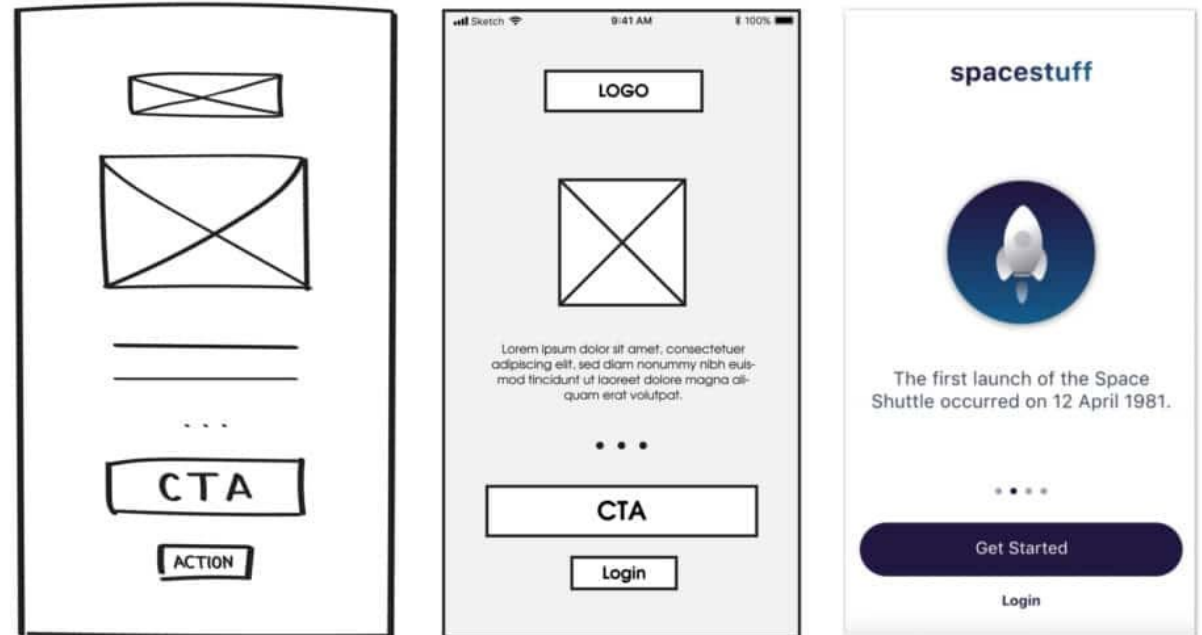 CTA
ACTION
Sketch
9:41 AM
100%
LOGO
Lorem ipsum dolor sit amet, consectetuer
adipiscing elit, sed diam nonummy nibh euis-
mod tincidunt ut laoreet dolore magna ali-
quam erat volutpat.
CTA
Login
spacestuff
The first launch of the Space
Shuttle occurred on 12 April 1981.
Get Started
Login